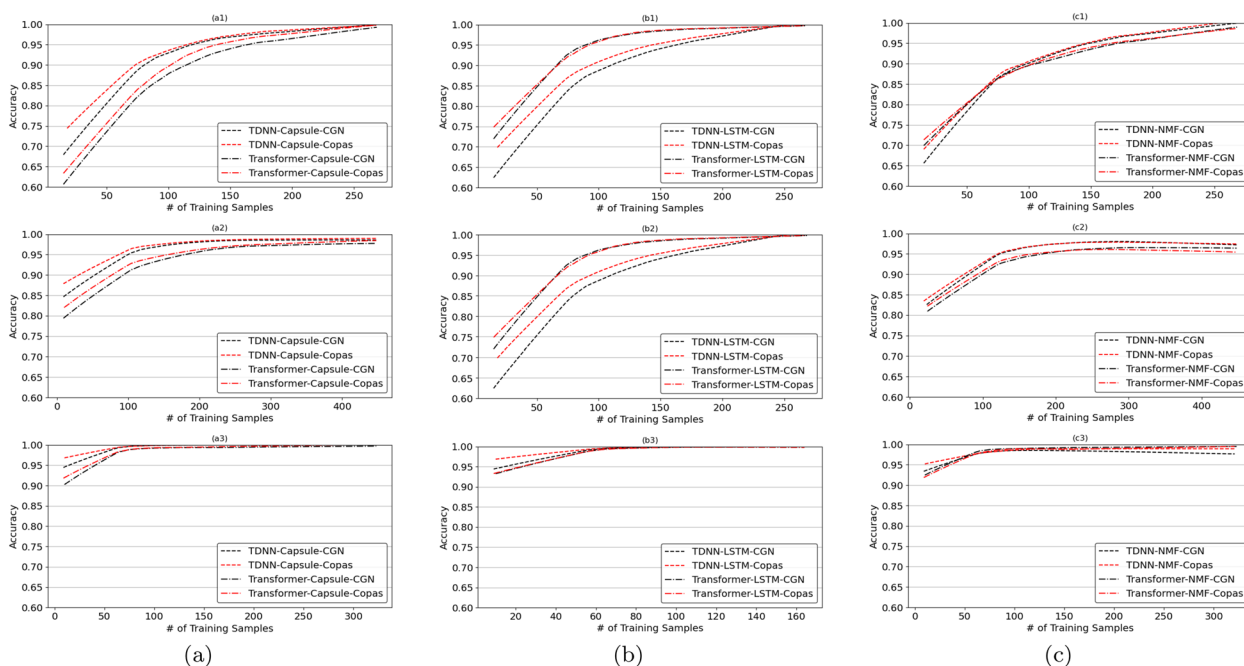 (a1)
1.00
0.95
0.90
0.85
0.80
0.75
0.70
0.65
0.60
Accuracy
TDNN-Capsule-CGN
TDNN-Capsule-Copas
Transformer-Capsule-CGN
Transformer-Capsule-Copas
50 100 150 200 250
# of Training Samples
(b1)
1.00
0.95
0.90
0.85
0.80
0.75
0.70
0.65
0.60
Accuracy
TDNN-LSTM-CGN
TDNN-LSTM-Copas
Transformer-LSTM-CGN
Transformer-LSTM-Copas
50 100 150 200 250
# of Training Samples
(c1)
1.00
0.95
0.90
0.85
0.80
0.75
0.70
0.65
0.60
Accuracy
TDNN-NMF-CGN
TDNN-NMF-Copas
Transformer-NMF-CGN
Transformer-NMF-Copas
50 100 150 200 250
# of Training Samples
(a2)
1.00
0.95
0.90
0.85
0.80
0.75
0.70
0.65
0.60
Accuracy
TDNN-Capsule-CGN
TDNN-Capsule-Copas
Transformer-Capsule-CGN
Transformer-Capsule-Copas
0 100 200 300 400
# of Training Samples
(b2)
1.00
0.95
0.90
0.85
0.80
0.75
0.70
0.65
0.60
Accuracy
TDNN-LSTM-CGN
TDNN-LSTM-Copas
Transformer-LSTM-CGN
Transformer-LSTM-Copas
50 100 150 200 250
# of Training Samples
(c2)
1.00
0.95
0.90
0.85
0.80
0.75
0.70
0.65
0.60
Accuracy
TDNN-NMF-CGN
TDNN-NMF-Copas
Transformer-NMF-CGN
Transformer-NMF-Copas
0 100 200 300 400
# of Training Samples
(a3)
1.00
0.95
0.90
0.85
0.80
0.75
0.70
0.65
0.60
Accuracy
TDNN-Capsule-CGN
TDNN-Capsule-Copas
Transformer-Capsule-CGN
Transformer-Capsule-Copas
0 50 100 150 200 250 300
# of Training Samples
(b3)
1.00
0.95
0.90
0.85
0.80
0.75
0.70
0.65
0.60
Accuracy
TDNN-LSTM-CGN
TDNN-LSTM-Copas
Transformer-LSTM-CGN
Transformer-LSTM-Copas
20 40 60 80 100 120 140 160
# of Training Samples
(c3)
1.00
0.95
0.90
0.85
0.80
0.75
0.70
0.65
0.60
Accuracy
TDNN-NMF-CGN
TDNN-NMF-Copas
Transformer-NMF-CGN
Transformer-NMF-Copas
0 50 100 150 200 250 300
# of Training Samples
(a) (b) (c)